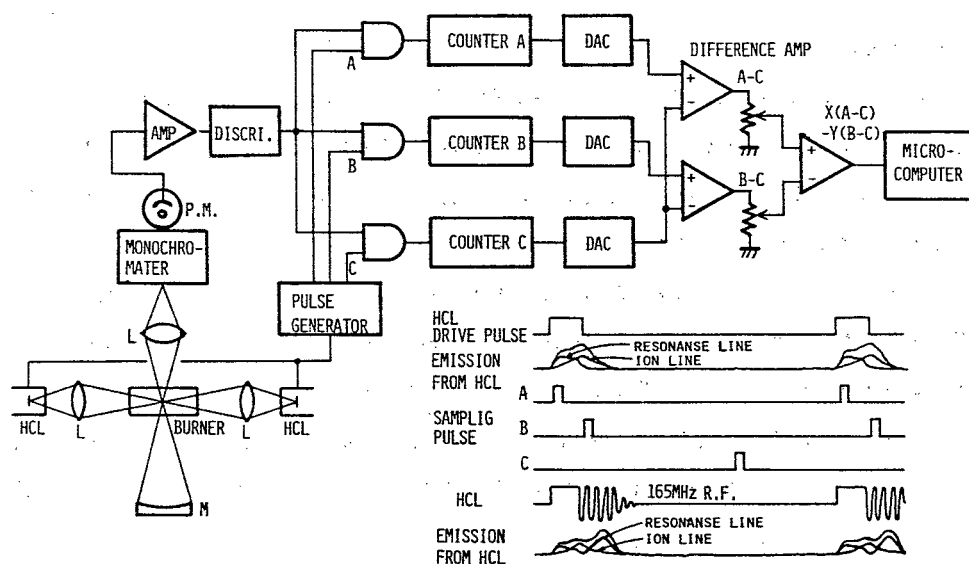 COUNTER A
DAC
DIFFERENCE AMP
A
A-C
+
−
AMP
DISCRI.
COUNTER B
DAC
B
X(A-C)
-Y(B-C)
+
−
MICRO-
COMPUTER
B-C
+
−
P.M.
COUNTER C
DAC
C
MONOCHRO-
MATER
PULSE
GENERATOR
L
HCL
L
BURNER
L
HCL
M
HCL
DRIVE PULSE
RESONANSE LINE
ION LINE
EMISSION
FROM HCL
A
SAMPLIG
PULSE
B
C
HCL
165MHz R.F.
RESONANSE LINE
ION LINE
EMISSION
FROM HCL